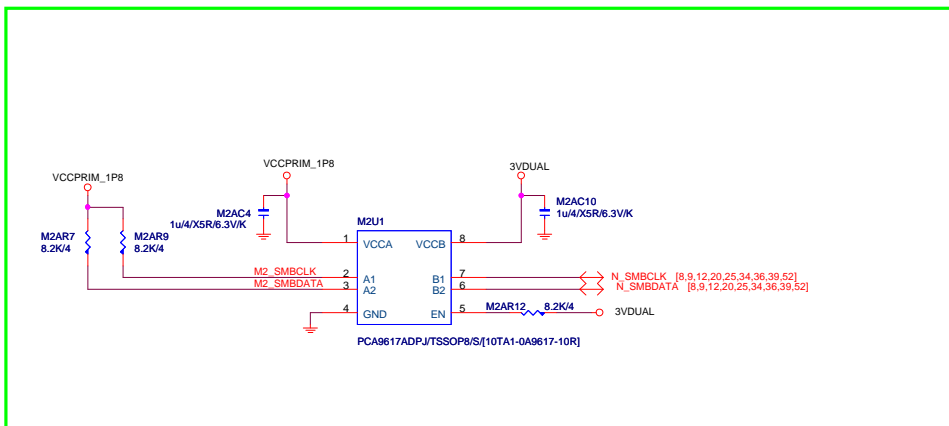 VCCPRIM_1P8
3VDUAL
VCCPRIM_1P8
M2AC4
1u/4/X5R/6.3V/K
M2AC10
1u/4/X5R/6.3V/K
M2U1
M2AR7
8.2K/4
M2AR9
8.2K/4
1 VCCA VCCB 8
M2_SMBCLK 2 A1 B1 7 N_SMBCLK [8,9,12,20,25,34,36,39,52]
M2_SMBDATA 3 A2 B2 6 N_SMBDATA [8,9,12,20,25,34,36,39,52]
4 GND EN 5 M2AR12 8.2K/4 3VDUAL
PCA9617ADPJ/TSSOP8/S/[10TA1-0A9617-10R]